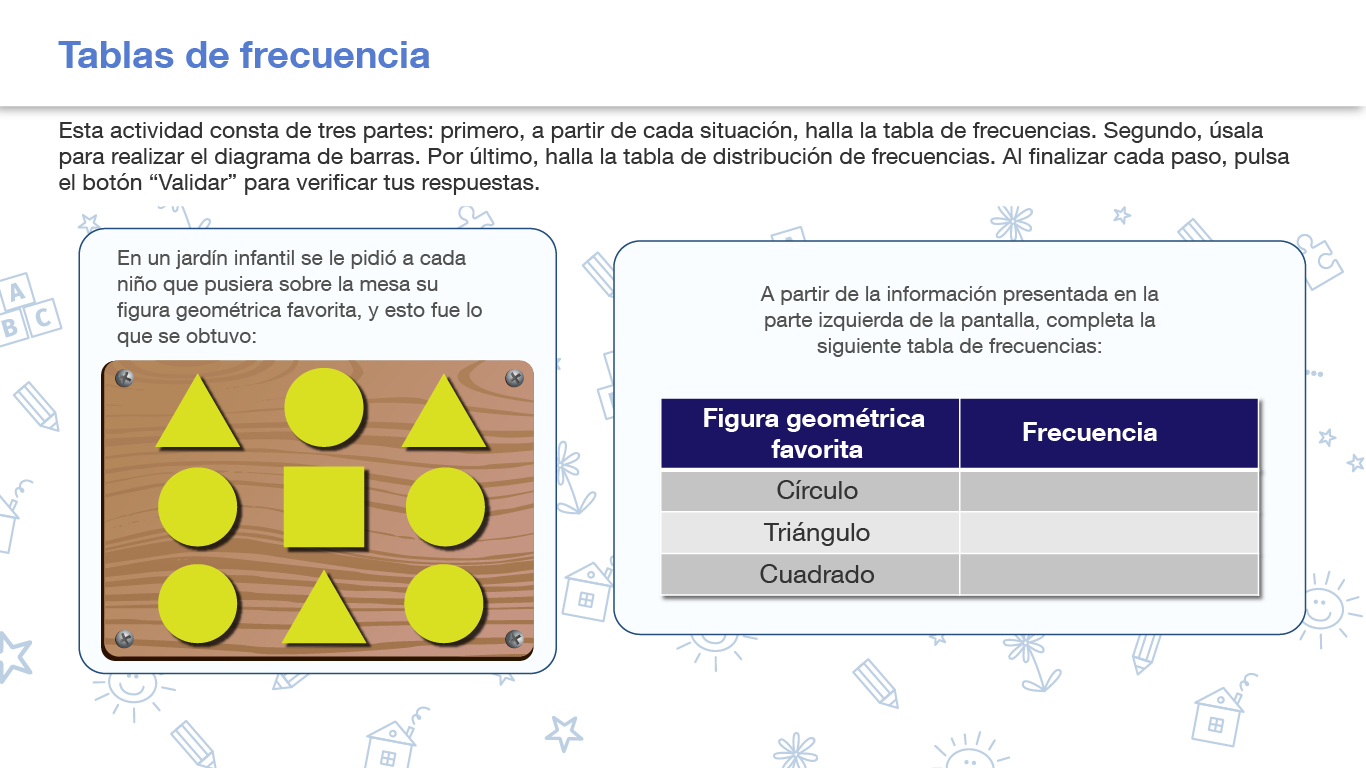 Tablas de frecuencia
Esta actividad consta de tres partes: primero, a partir de cada situación, halla la tabla de frecuencias. Segundo, úsala
para realizar el diagrama de barras. Por último, halla la tabla de distribución de frecuencias. Al finalizar cada paso, pulsa
el botón “Validar” para verificar tus respuestas.
En un jardín infantil se le pidió a cada
niño que pusiera sobre la mesa su
figura geométrica favorita, y esto fue lo
que se obtuvo:
A partir de la información presentada en la
parte izquierda de la pantalla, completa la
siguiente tabla de frecuencias:
Figura geométrica
favorita
Frecuencia
Círculo
Triángulo
Cuadrado
A
B C